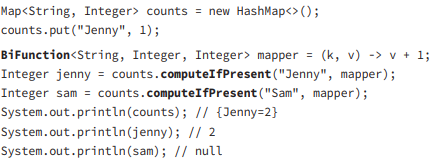 Map<String, Integer> counts = new HashMap<>();
counts.put("Jenny", 1);
BiFunction<String, Integer, Integer> mapper = (k, v) -> v + 1;
Integer jenny = counts.computeIfPresent("Jenny", mapper);
Integer sam = counts.computeIfPresent("Sam", mapper);
System.out.println(counts); // {Jenny=2}
System.out.println(jenny); // 2
System.out.println(sam); // null